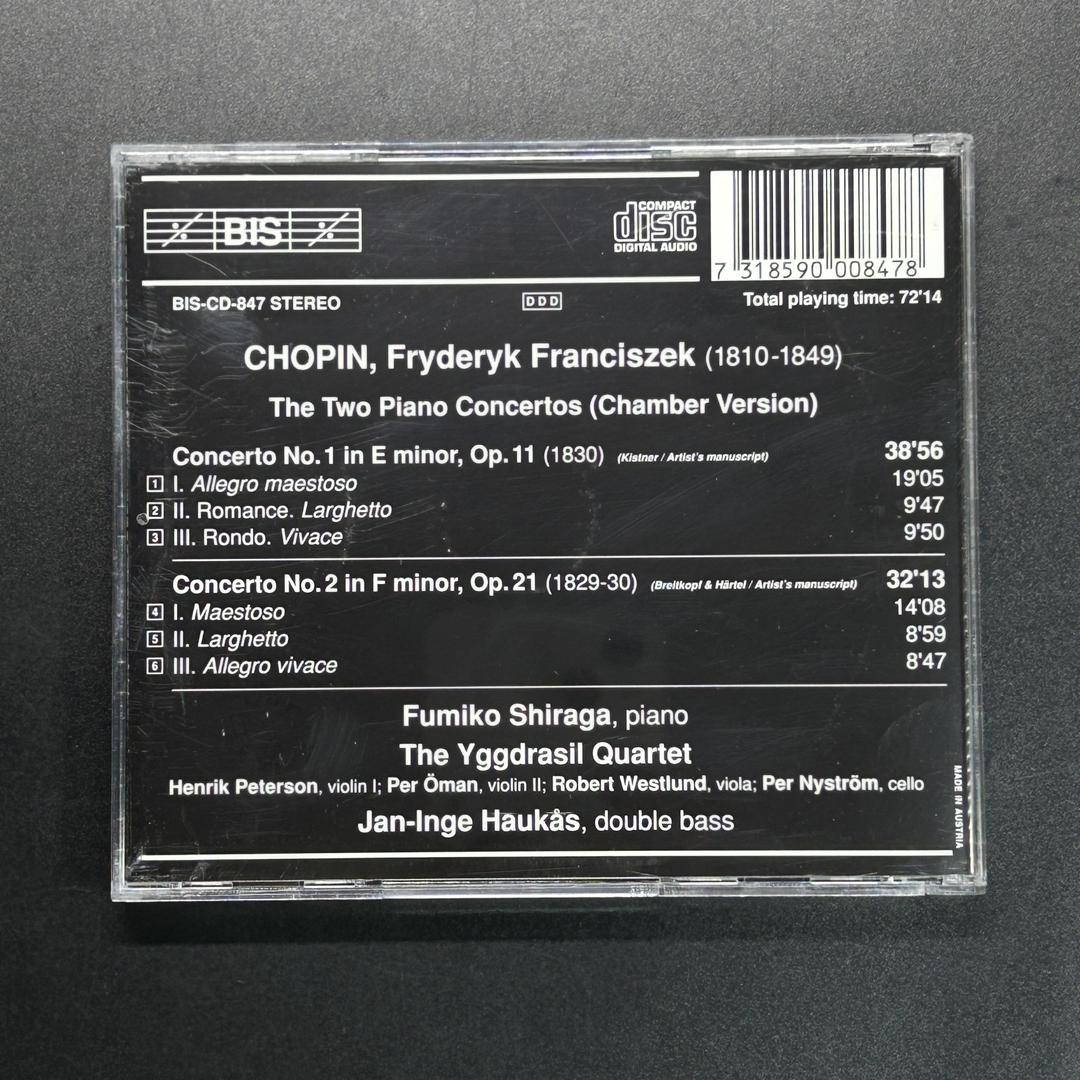 BIS
COMPACT
disc
DIGITAL AUDIO
7 318590 008478
BIS-CD-847 STEREO
DDD
Total playing time: 72'14
CHOPIN, Fryderyk Franciszek (1810-1849)
The Two Piano Concertos (Chamber Version)
Concerto No. 1 in E minor, Op. 11 (1830) (Kistner / Artist's manuscript) 38'56
1 I. Allegro maestoso 19'05
2 II. Romance. Larghetto 9'47
3 III. Rondo. Vivace 9'50
Concerto No. 2 in F minor, Op. 21 (1829-30) (Breitkopf & Härtel / Artist's manuscript) 32'13
4 I. Maestoso 14'08
5 II. Larghetto 8'59
6 III. Allegro vivace 8'47
Fumiko Shiraga, piano
The Yggdrasil Quartet
Henrik Peterson, violin I; Per Öman, violin II; Robert Westlund, viola; Per Nyström, cello
Jan-Inge Haukås, double bass
MADE IN AUSTRIA